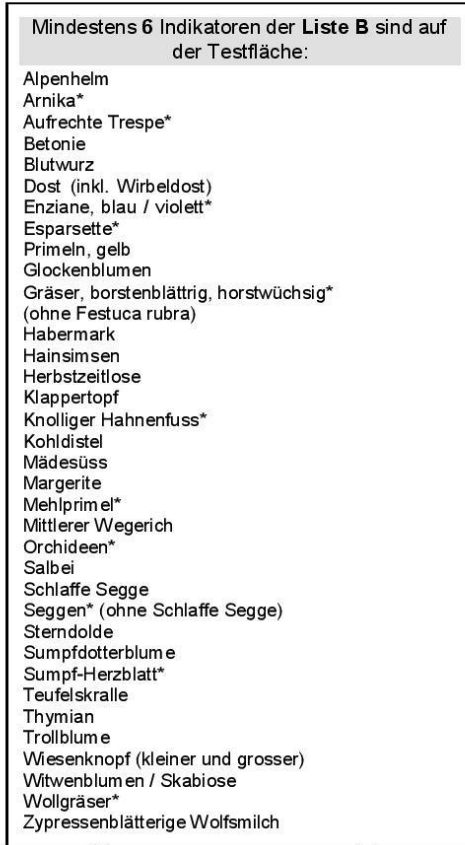 Mindestens 6 Indikatoren der Liste B sind auf
der Testfläche:
Alpenhelm
Arnika*
Aufrechte Trespe*
Betonie
Blutwurz
Dost (inkl. Wirbeldost)
Enziane, blau / violett*
Esparsette*
Primeln, gelb
Glockenblumen
Gräser, borstenblättrig, horstwüchsig*
(ohne Festuca rubra)
Habermark
Hainsimsen
Herbstzeitlose
Klappertopf
Knolliger Hahnenfuss*
Kohldistel
Mädesüss
Margerite
Mehlprimel*
Mittlerer Wegerich
Orchideen*
Salbei
Schlaffe Segge
Seggen* (ohne Schlaffe Segge)
Sterndolde
Sumpfdotterblume
Sumpf-Herzblatt*
Teufelskralle
Thymian
Trollblume
Wiesenknopf (kleiner und grosser)
Witwenblumen / Skabiose
Wollgräser*
Zypressenblätterige Wolfsmilch